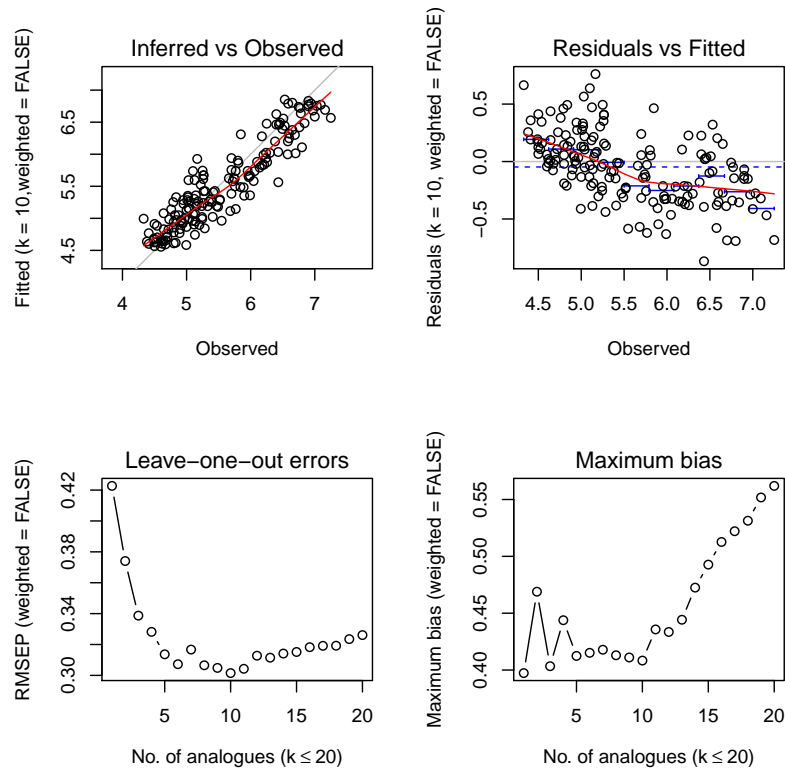 Inferred vs Observed
Fitted (k = 10,weighted = FALSE)
4.5 5.5 6.5
4 5 6 7
Observed
Residuals vs Fitted
Residuals (k = 10, weighted = FALSE)
−0.5 0.0 0.5
4.5 5.0 5.5 6.0 6.5 7.0
Observed
Leave−one−out errors
RMSEP (weighted = FALSE)
0.30 0.34 0.38 0.42
5 10 15 20
No. of analogues (k ≤ 20)
Maximum bias
Maximum bias (weighted = FALSE)
0.40 0.45 0.50 0.55
5 10 15 20
No. of analogues (k ≤ 20)